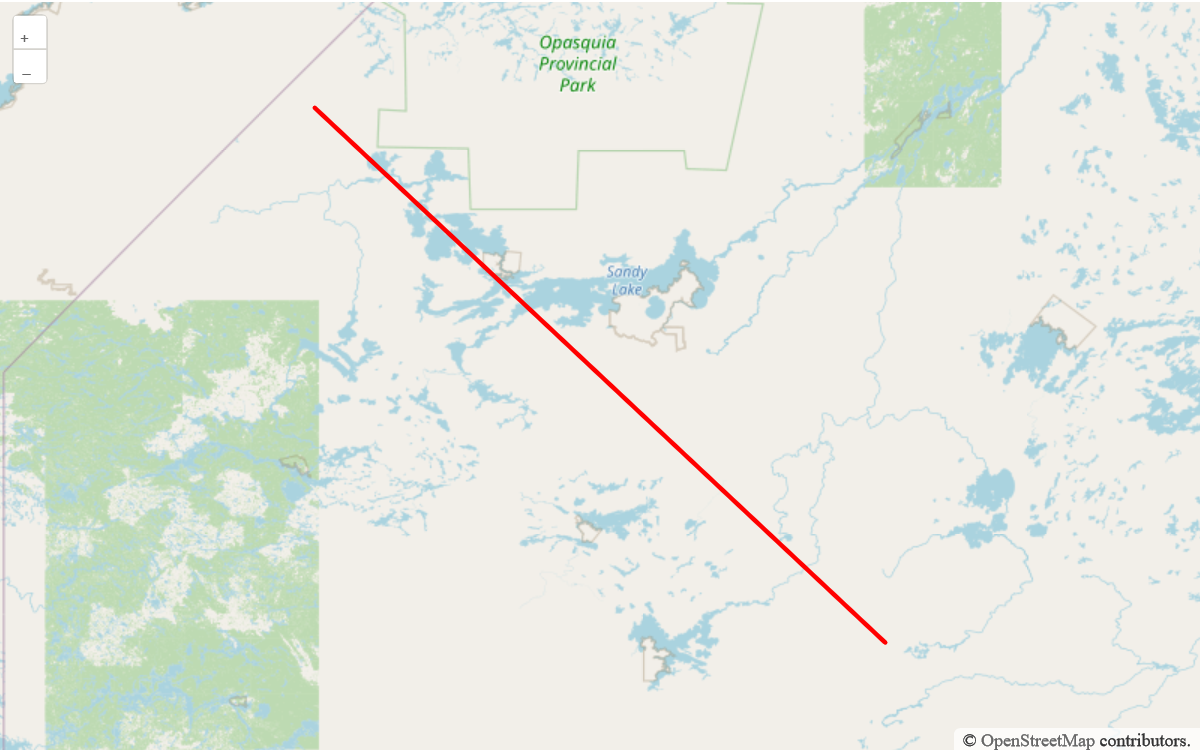 +
Opasquia
Provincial
Park
–
Sandy
Lake
© OpenStreetMap contributors.